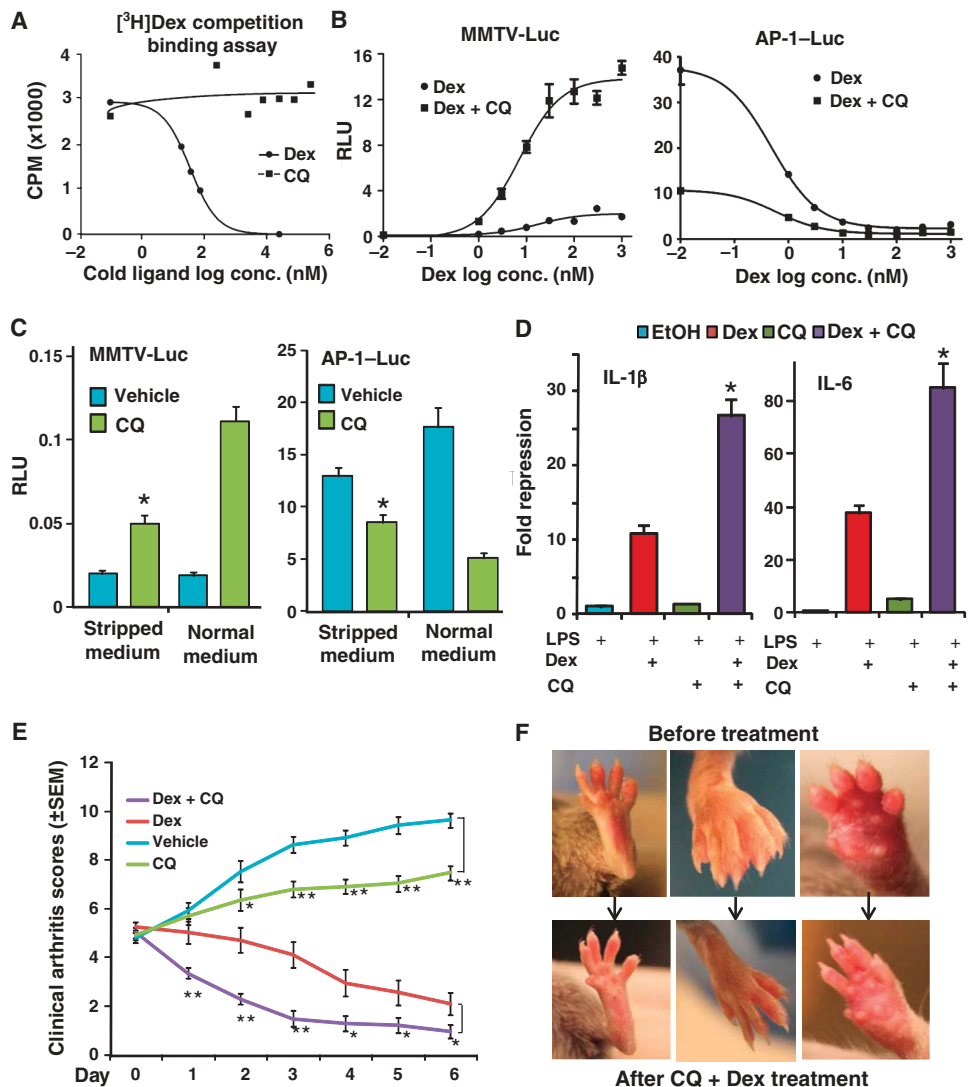 A
[³H]Dex competition
binding assay
CPM (x1000)
4
3
2
1
0
Dex
CQ
−2 0 2 4 6
Cold ligand log conc. (nM)
B
MMTV-Luc
Dex
Dex + CQ
RLU
16
12
8
4
0
−2 −1 0 1 2 3
Dex log conc. (nM)
AP-1–Luc
Dex
Dex + CQ
40
30
20
10
0
−2 −1 0 1 2 3
Dex log conc. (nM)
C
MMTV-Luc
Vehicle
CQ
RLU
0.15
0.1
0.05
0
*
Stripped
medium
Normal
medium
AP-1–Luc
Vehicle
CQ
25
20
15
10
5
0
*
Stripped
medium
Normal
medium
D
EtOH Dex CQ Dex + CQ
IL-1β
Fold repression
30
20
10
0
*
LPS + + + +
Dex + +
CQ + +
IL-6
80
60
40
20
0
*
LPS + + + +
Dex + +
CQ + +
E
Clinical arthritis scores (±SEM)
12
10
8
6
4
2
0
Dex + CQ
Dex
Vehicle
CQ
* ** ** ** **
** ** ** * * *
Day 0 1 2 3 4 5 6
F
Before treatment
After CQ + Dex treatment